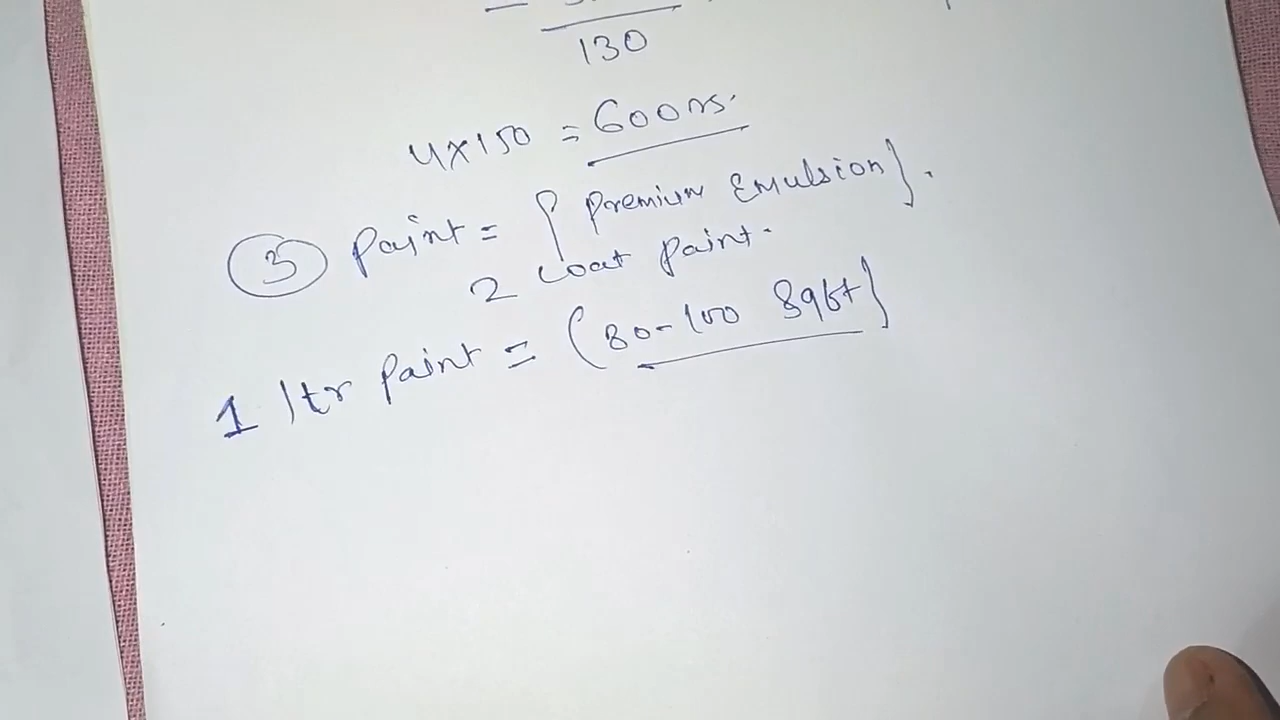 130
4x150 = 600rs.
3 Paint = { Premium Emulsion }.
2 coat paint.
1 ltr Paint = (80-100 Sqft}